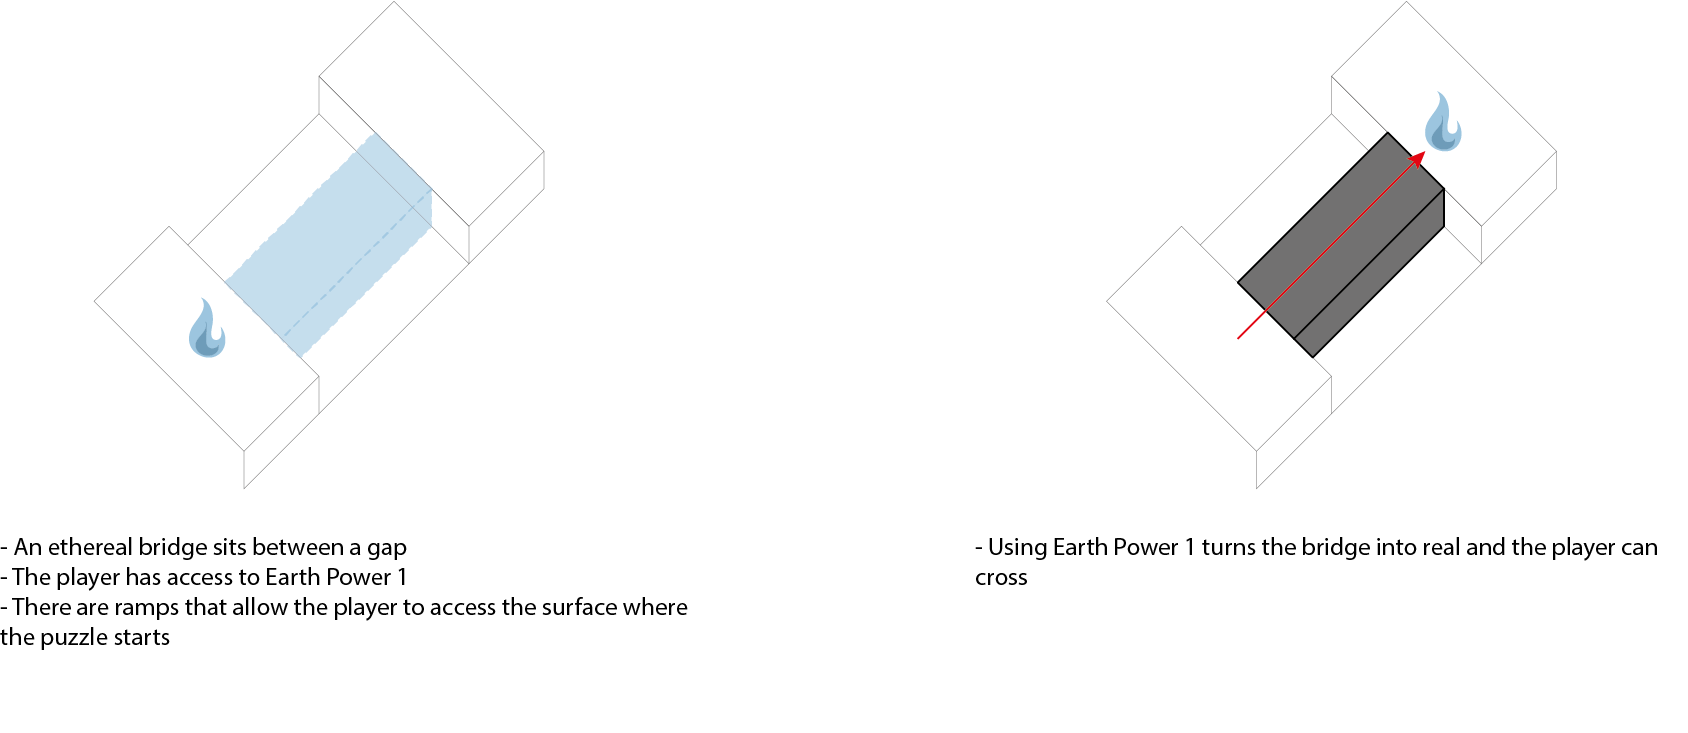 - An ethereal bridge sits between a gap
- The player has access to Earth Power 1
- There are ramps that allow the player to access the surface where
the puzzle starts
- Using Earth Power 1 turns the bridge into real and the player can
cross